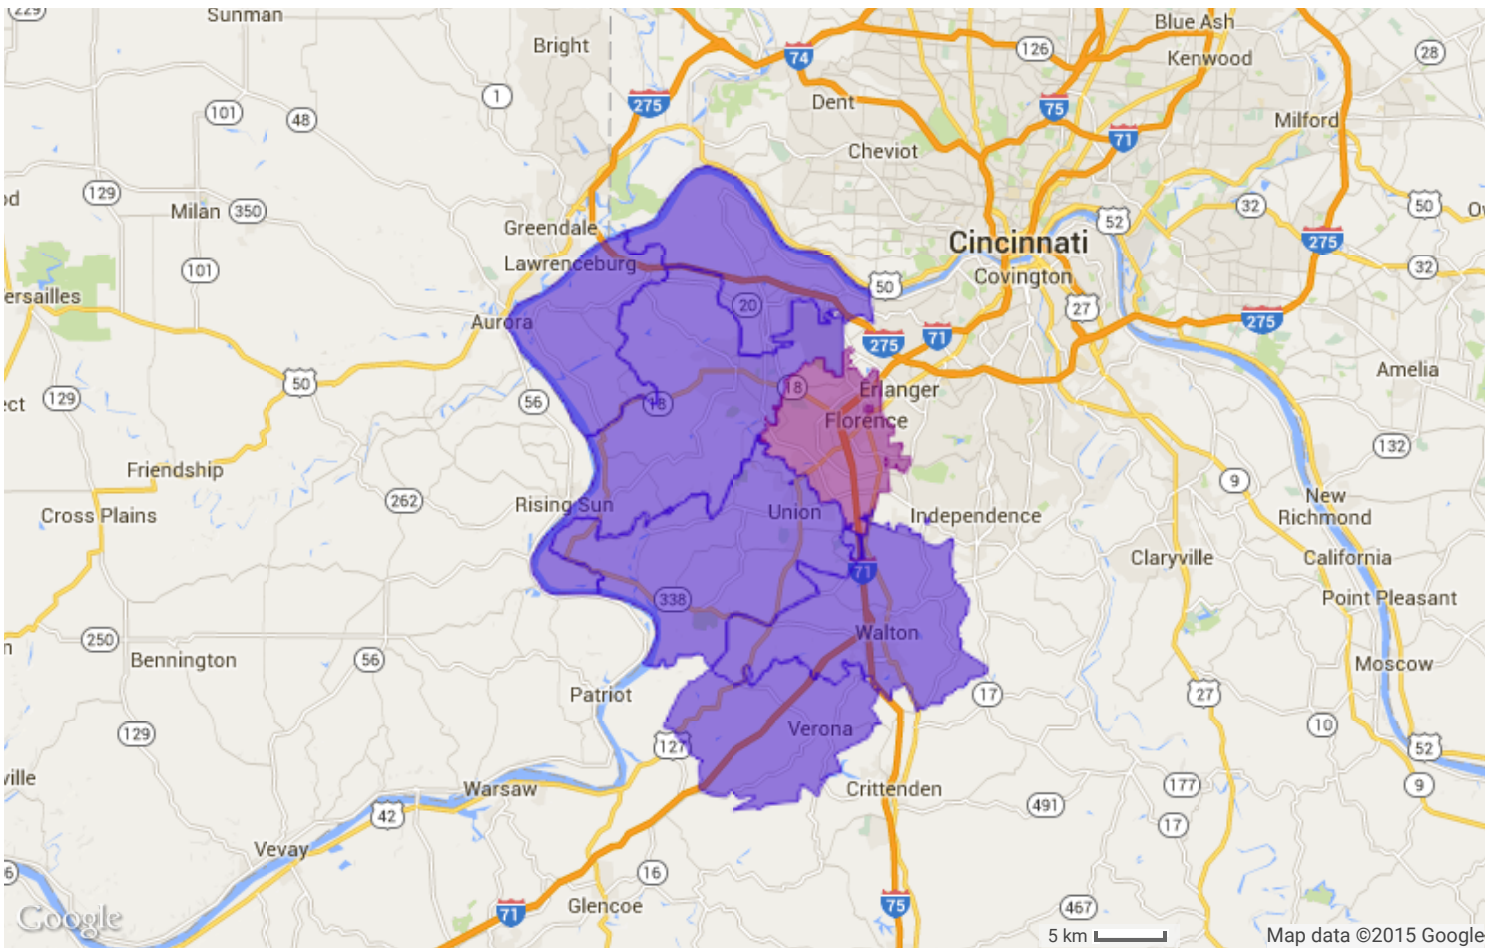 229
Sunman
Blue Ash
Bright
126
28
74
Kenwood
1
275
Dent
75
101
48
Milford
71
Cheviot
129
Milan
350
32
50
52
Greendale
Cincinnati
275
Lawrenceburg
101
Covington
32
50
ersailles
20
27
Aurora
275
275
71
Amelia
50
18
Erlanger
129
ect
56
18
Florence
132
Friendship
9
262
New
Richmond
Rising Sun
Union
Independence
Cross Plains
Claryville
California
71
338
Point Pleasant
Walton
250
Bennington
56
Moscow
Patriot
17
27
129
Verona
10
127
52
ville
Warsaw
Crittenden
177
9
491
42
17
Vevay
16
6
Glencoe
71
75
467
Google
5 km
Map data ©2015 Google